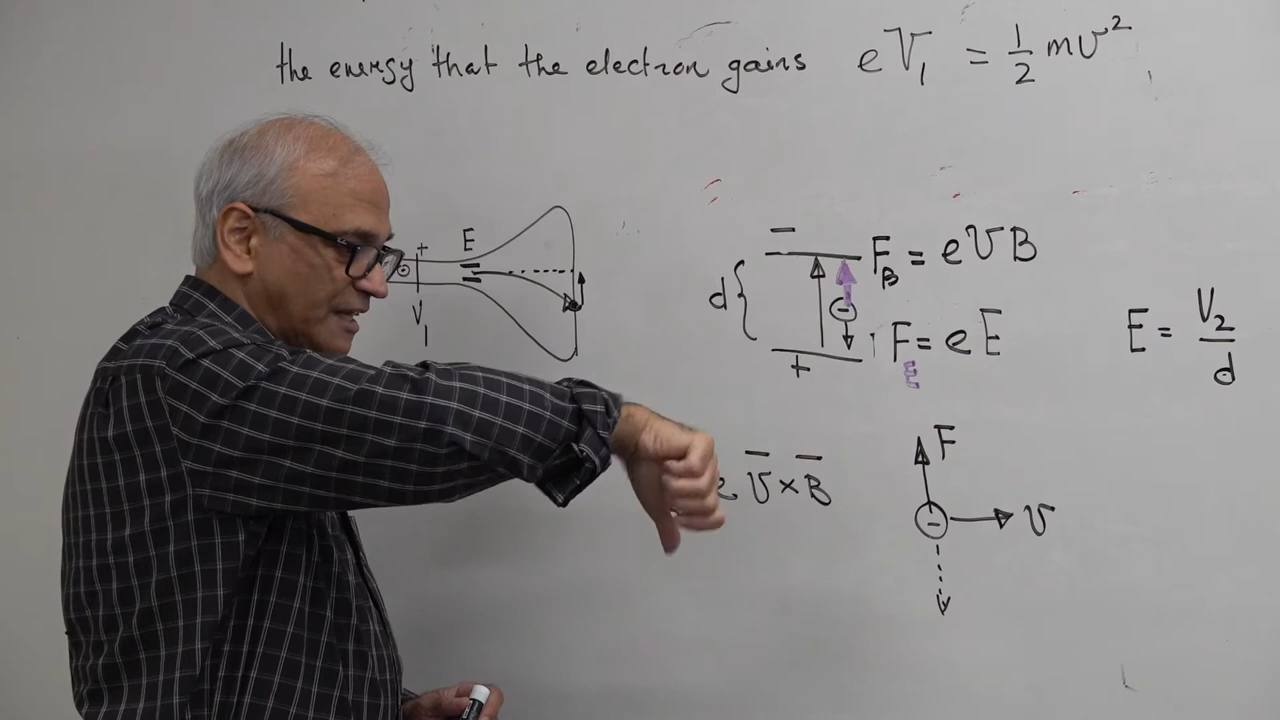 the energy that the electron gains eV₁ = 1/2 mv²
+ E
V₁
−
d { F_B = evB
−
F_E = eE
+
E = V₂/d
v̄ × B̄
F
− v